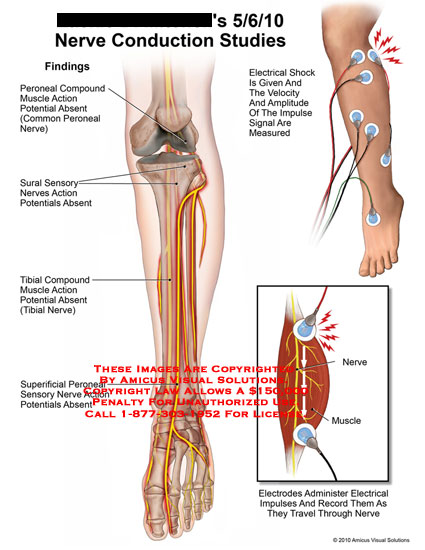 's 5/6/10
Nerve Conduction Studies
Findings
Peroneal Compound
Muscle Action
Potential Absent
(Common Peroneal
Nerve)
Sural Sensory
Nerves Action
Potentials Absent
Tibial Compound
Muscle Action
Potential Absent
(Tibial Nerve)
Superificial Peroneal
Sensory Nerve Action
Potentials Absent
Electrical Shock
Is Given And
The Velocity
And Amplitude
Of The Impulse
Signal Are
Measured
These Images Are Copyrighted
By Amicus Visual Solutions.
Copyright Law Allows A $150,000
Penalty For Unauthorized Use.
Call 1-877-303-1952 For License.
Nerve
Muscle
Electrodes Administer Electrical
Impulses And Record Them As
They Travel Through Nerve
© 2010 Amicus Visual Solutions